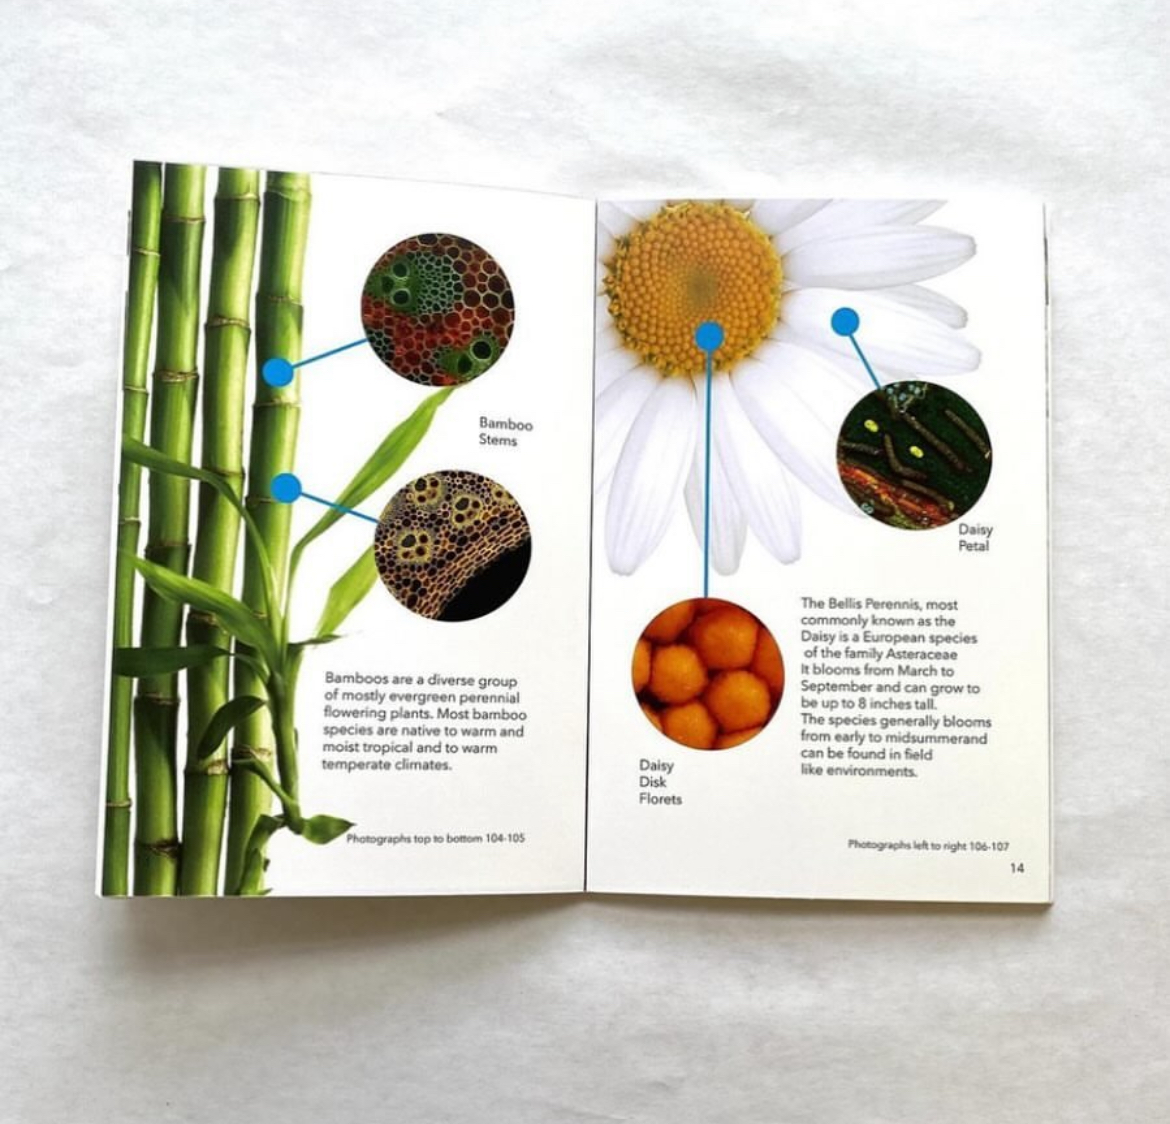 Bamboo
Stems
Bamboos are a diverse group
of mostly evergreen perennial
flowering plants. Most bamboo
species are native to warm and
moist tropical and to warm
temperate climates.
Photographs top to bottom 104-105
Daisy
Petal
The Bellis Perennis, most
commonly known as the
Daisy is a European species
of the family Asteraceae
It blooms from March to
September and can grow to
be up to 8 inches tall.
The species generally blooms
from early to midsummerand
can be found in field
like environments.
Daisy
Disk
Florets
Photographs left to right 106-107
14